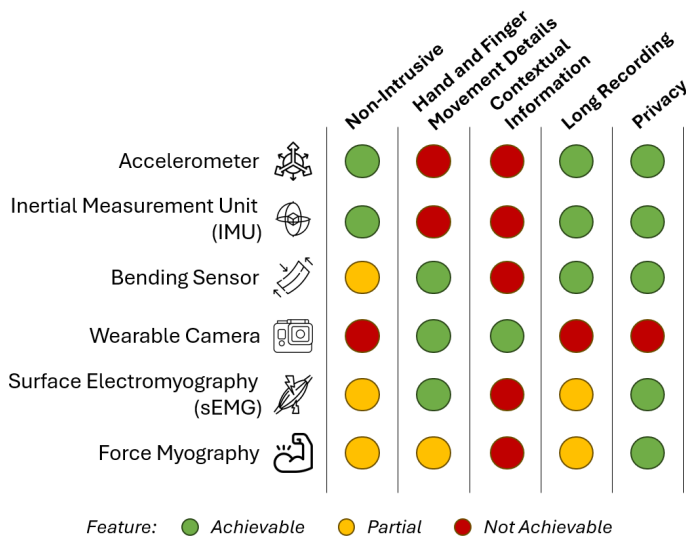 Non-Intrusive
Hand and Finger
Movement Details
Contextual
Information
Long Recording
Privacy
Accelerometer
Inertial Measurement Unit
(IMU)
Bending Sensor
Wearable Camera
Surface Electromyography
(sEMG)
Force Myography
Feature: Achievable Partial Not Achievable